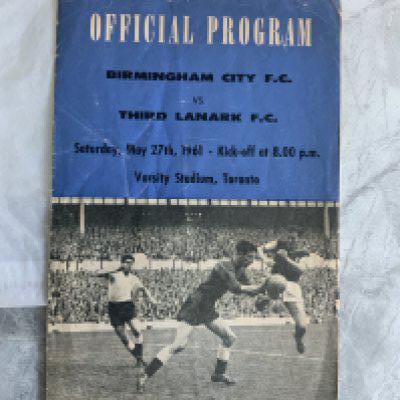 OFFICIAL PROGRAM
BIRMINGHAM CITY F.C.
vs
THIRD LANARK F.C.
Saturday, May 27th, 1961 - Kick-off at 8.00 p.m.
Varsity Stadium, Toronto